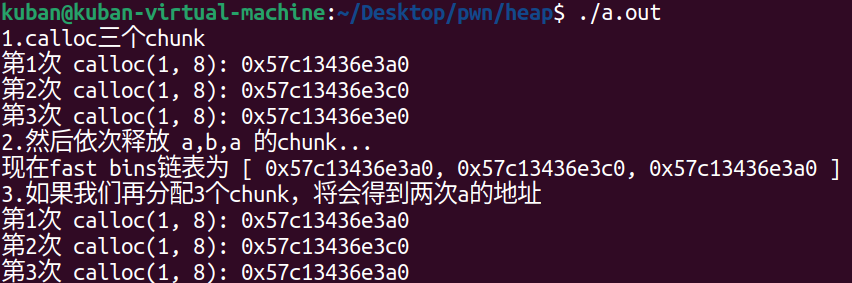 kuban@kuban-virtual-machine:~/Desktop/pwn/heap$ ./a.out
1.calloc三个chunk
第1次 calloc(1, 8): 0x57c13436e3a0
第2次 calloc(1, 8): 0x57c13436e3c0
第3次 calloc(1, 8): 0x57c13436e3e0
2.然后依次释放 a,b,a 的chunk...
现在fast bins链表为 [ 0x57c13436e3a0, 0x57c13436e3c0, 0x57c13436e3a0 ]
3.如果我们再分配3个chunk，将会得到两次a的地址
第1次 calloc(1, 8): 0x57c13436e3a0
第2次 calloc(1, 8): 0x57c13436e3c0
第3次 calloc(1, 8): 0x57c13436e3a0